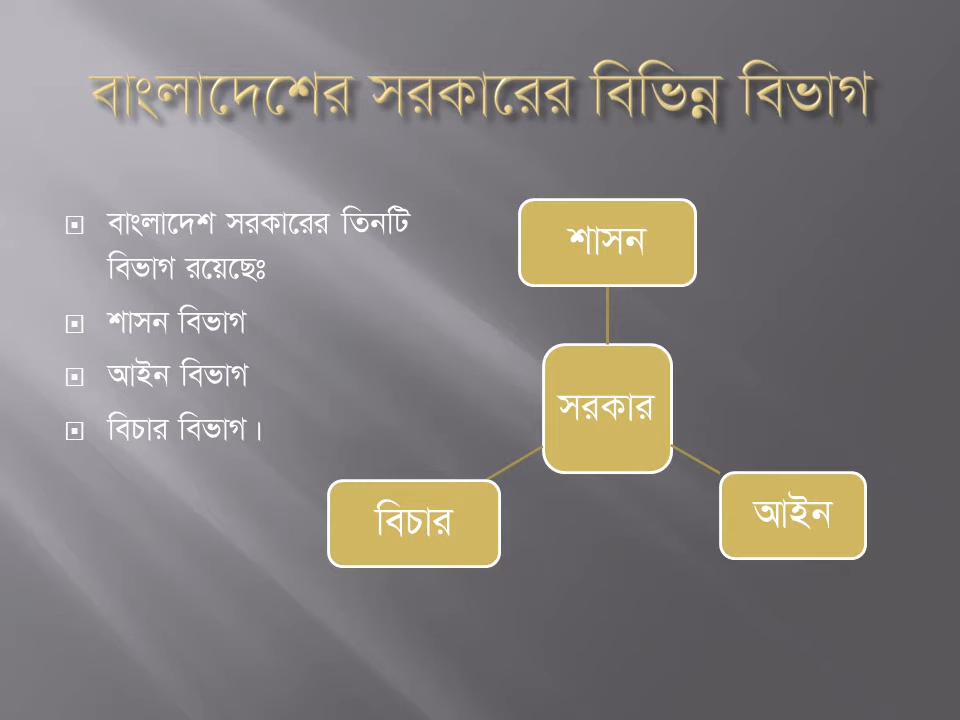 বাংলাদেশের সরকারের বিভিন্ন বিভাগ
বাংলাদেশ সরকারের তিনটি
বিভাগ রয়েছেঃ
শাসন বিভাগ
আইন বিভাগ
বিচার বিভাগ।
শাসন
সরকার
বিচার
আইন